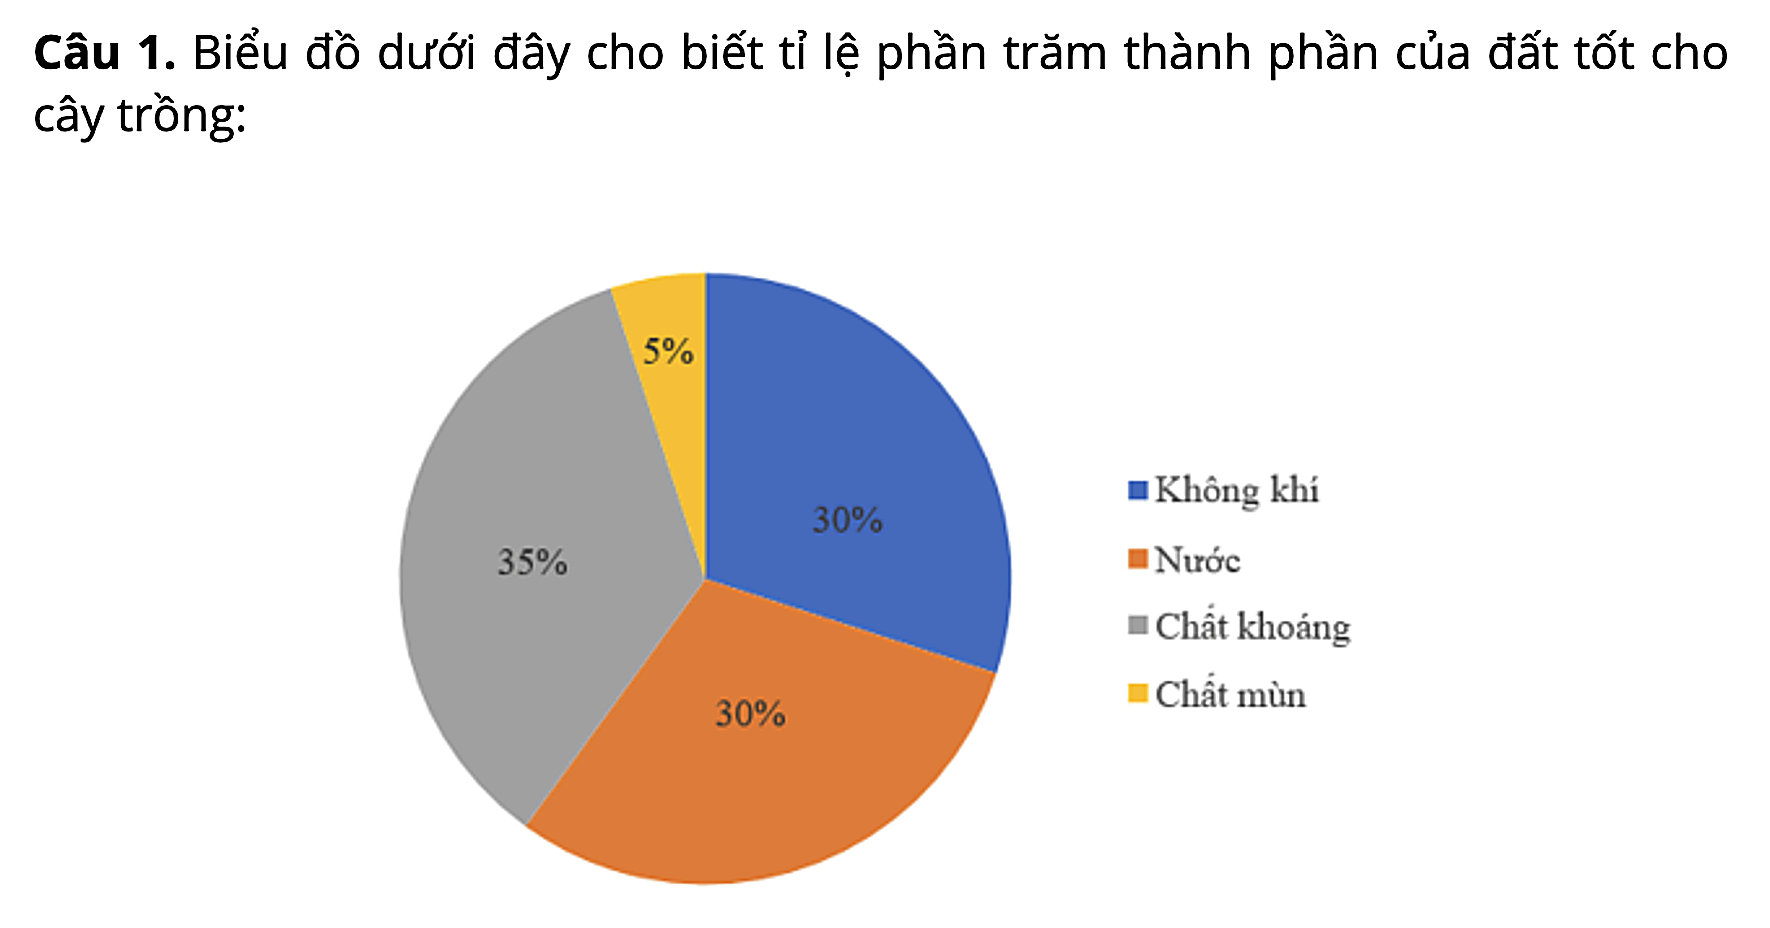 Câu 1. Biểu đồ dưới đây cho biết tỉ lệ phần trăm thành phần của đất tốt cho
cây trồng:
5%
30%
35%
30%
Không khí
Nước
Chất khoáng
Chất mùn